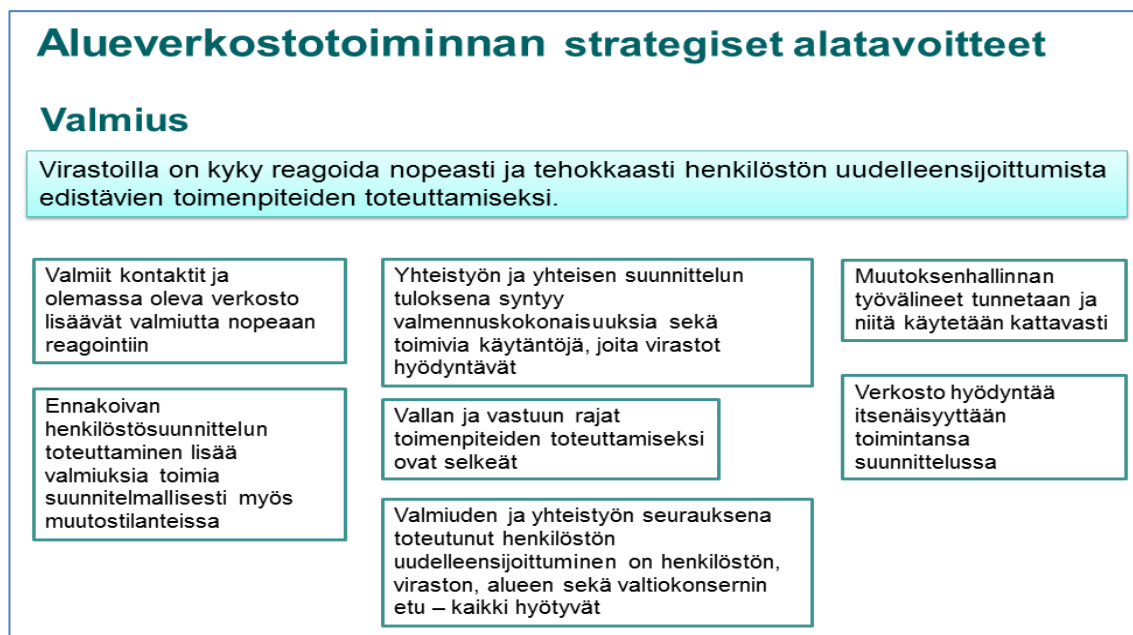 Alueverkostotoiminnan strategiset alatavoitteet
Valmius
Virastoilla on kyky reagoida nopeasti ja tehokkaasti henkilöstön uudelleensijoittumista
edistävien toimenpiteiden toteuttamiseksi.
Valmiit kontaktit ja
olemassa oleva verkosto
lisäävät valmiutta nopeaan
reagointiin
Ennakoivan
henkilöstösuunnittelun
toteuttaminen lisää
valmiuksia toimia
suunnitelmallisesti myös
muutostilanteissa
Yhteistyön ja yhteisen suunnittelun
tuloksena syntyy
valmennuskokonaisuuksia sekä
toimivia käytäntöjä, joita virastot
hyödyntävät
Vallan ja vastuun rajat
toimenpiteiden toteuttamiseksi
ovat selkeät
Valmiuden ja yhteistyön seurauksena
toteutunut henkilöstön
uudelleensijoittuminen on henkilöstön,
viraston, alueen sekä valtiokonsernin
etu – kaikki hyötyvät
Muutoksenhallinnan
työvälineet tunnetaan ja
niitä käytetään kattavasti
Verkosto hyödyntää
itsenäisyyttään
toimintansa
suunnittelussa